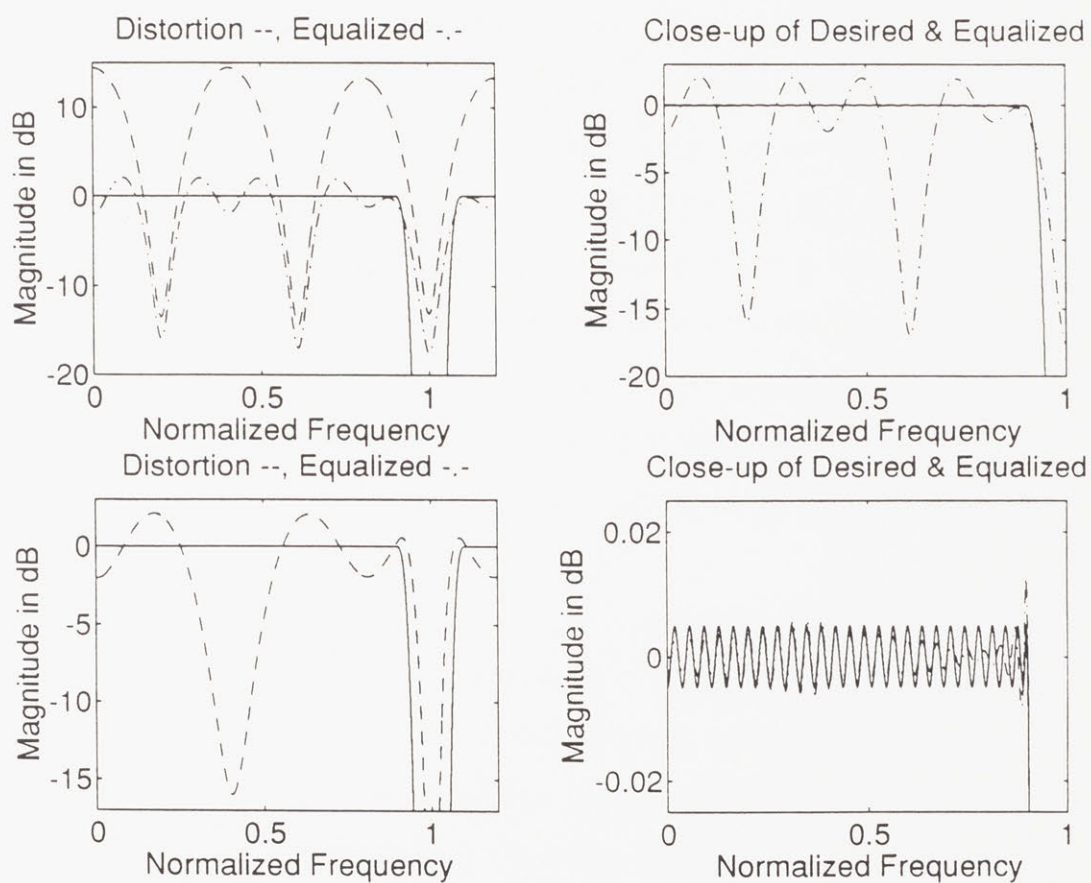 Distortion --, Equalized -.-
10
0
-10
-20
Magnitude in dB
0
0.5
1
Normalized Frequency
Close-up of Desired & Equalized
0
-5
-10
-15
-20
Magnitude in dB
0
0.5
1
Normalized Frequency
Distortion --, Equalized -.-
0
-5
-10
-15
Magnitude in dB
0
0.5
1
Normalized Frequency
Close-up of Desired & Equalized
0.02
0
-0.02
Magnitude in dB
0
0.5
1
Normalized Frequency